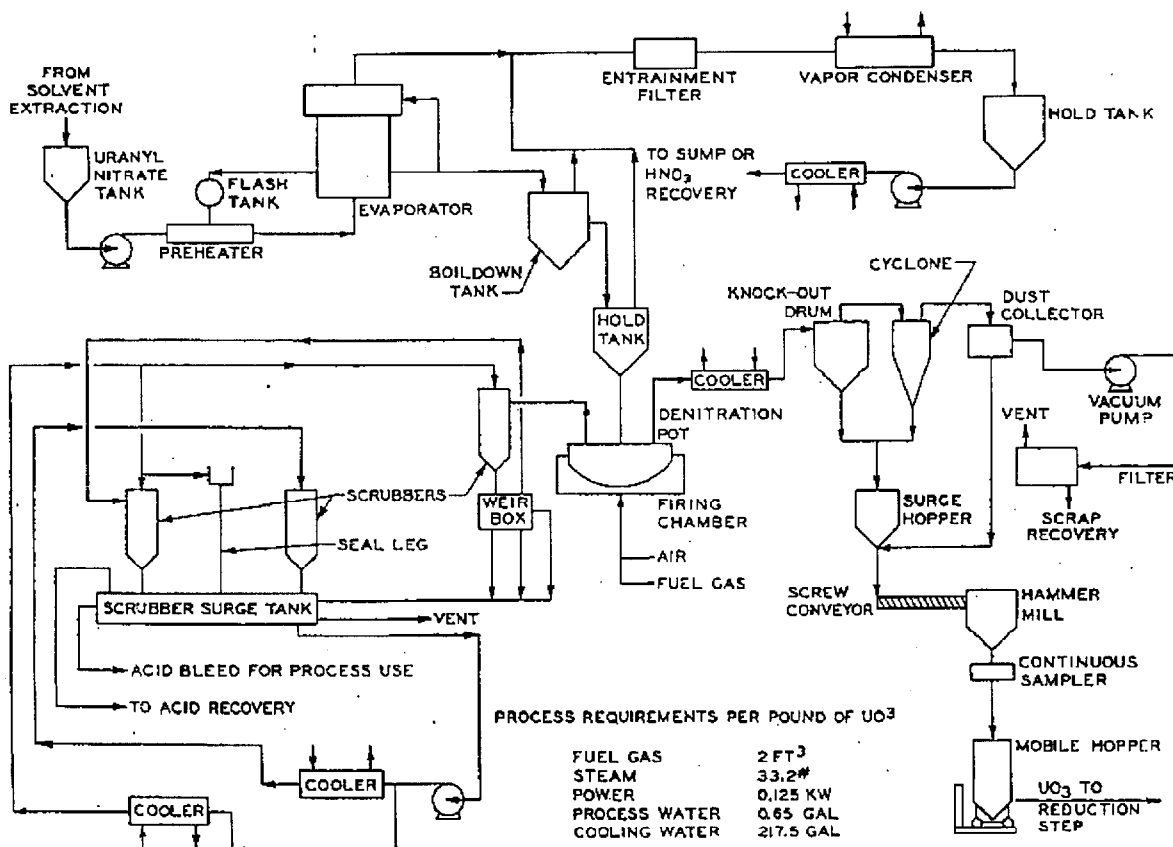 FROM
SOLVENT
EXTRACTION
URANYL
NITRATE
TANK
FLASH
TANK
PREHEATER
EVAPORATOR
ENTRAINMENT
FILTER
VAPOR CONDENSER
HOLD TANK
TO SUMP OR
HNO3
RECOVERY
COOLER
BOILDOWN
TANK
HOLD
TANK
KNOCK-OUT
DRUM
CYCLONE
DUST
COLLECTOR
COOLER
DENITRATION
POT
VACUUM
PUMP
VENT
FILTER
SCRAP
RECOVERY
SURGE
HOPPER
FIRING
CHAMBER
AIR
FUEL GAS
SCRUBBERS
WEIR
BOX
SEAL LEG
SCRUBBER SURGE TANK
VENT
ACID BLEED FOR PROCESS USE
TO ACID RECOVERY
SCREW
CONVEYOR
HAMMER
MILL
CONTINUOUS
SAMPLER
MOBILE HOPPER
UO3 TO
REDUCTION
STEP
COOLER
COOLER
PROCESS REQUIREMENTS PER POUND OF UO3
FUEL GAS 2 FT3
STEAM 33.2#
POWER 0.125 KW
PROCESS WATER 0.65 GAL
COOLING WATER 217.5 GAL